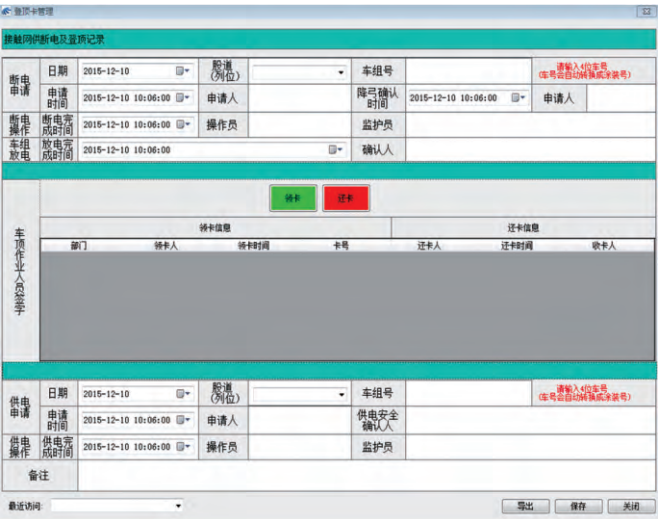 登顶卡管理
接触网供断电及登顶记录
断电申请 日期 2015-12-10 股道(列位) 车组号 请输入4位车号(车号会自动转换成涂装号)
申请时间 2015-12-10 10:06:00 申请人 降弓确认时间 2015-12-10 10:06:00 申请人
断电操作 断电完成时间 2015-12-10 10:06:00 操作员 监护员
车组放电 放电完成时间 2015-12-10 10:06:00 确认人
车顶作业人员签字
领卡 还卡
领卡信息 还卡信息
部门 领卡人 领卡时间 卡号 还卡人 还卡时间 收卡人
供电申请 日期 2015-12-10 股道(列位) 车组号 请输入4位车号(车号会自动转换成涂装号)
申请时间 2015-12-10 10:06:00 申请人 供电安全确认人
供电操作 供电完成时间 2015-12-10 10:06:00 操作员 监护员
备注
最近访问: 导出 保存 关闭